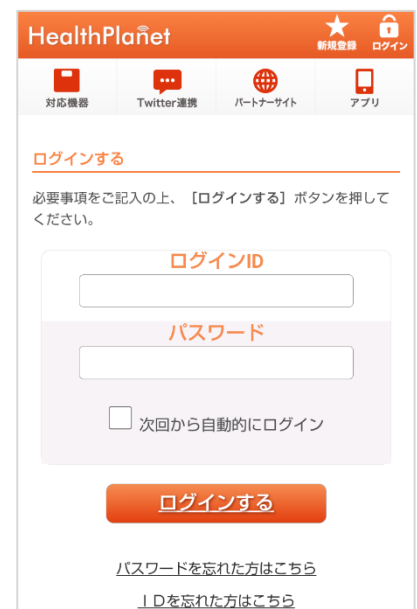 HealthPlanet
新規登録 ログイン
対応機器 Twitter連携 パートナーサイト アプリ
ログインする
必要事項をご記入の上、［ログインする］ボタンを押して
ください。
ログインID
パスワード
次回から自動的にログイン
ログインする
パスワードを忘れた方はこちら
ＩＤを忘れた方はこちら